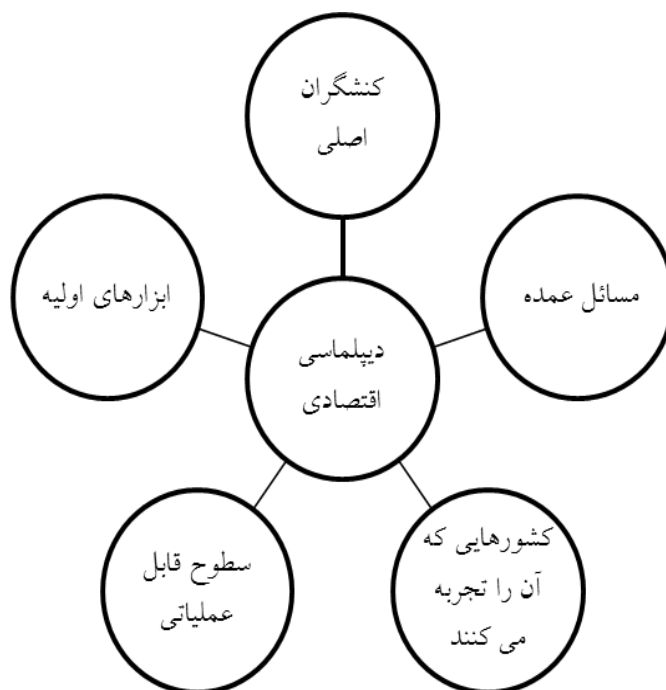 کنشگران
اصلی
ابزارهای اولیه
مسائل عمده
دیپلماسی
اقتصادی
سطوح قابل
عملیاتی
کشورهایی که
آن را تجربه
می کنند